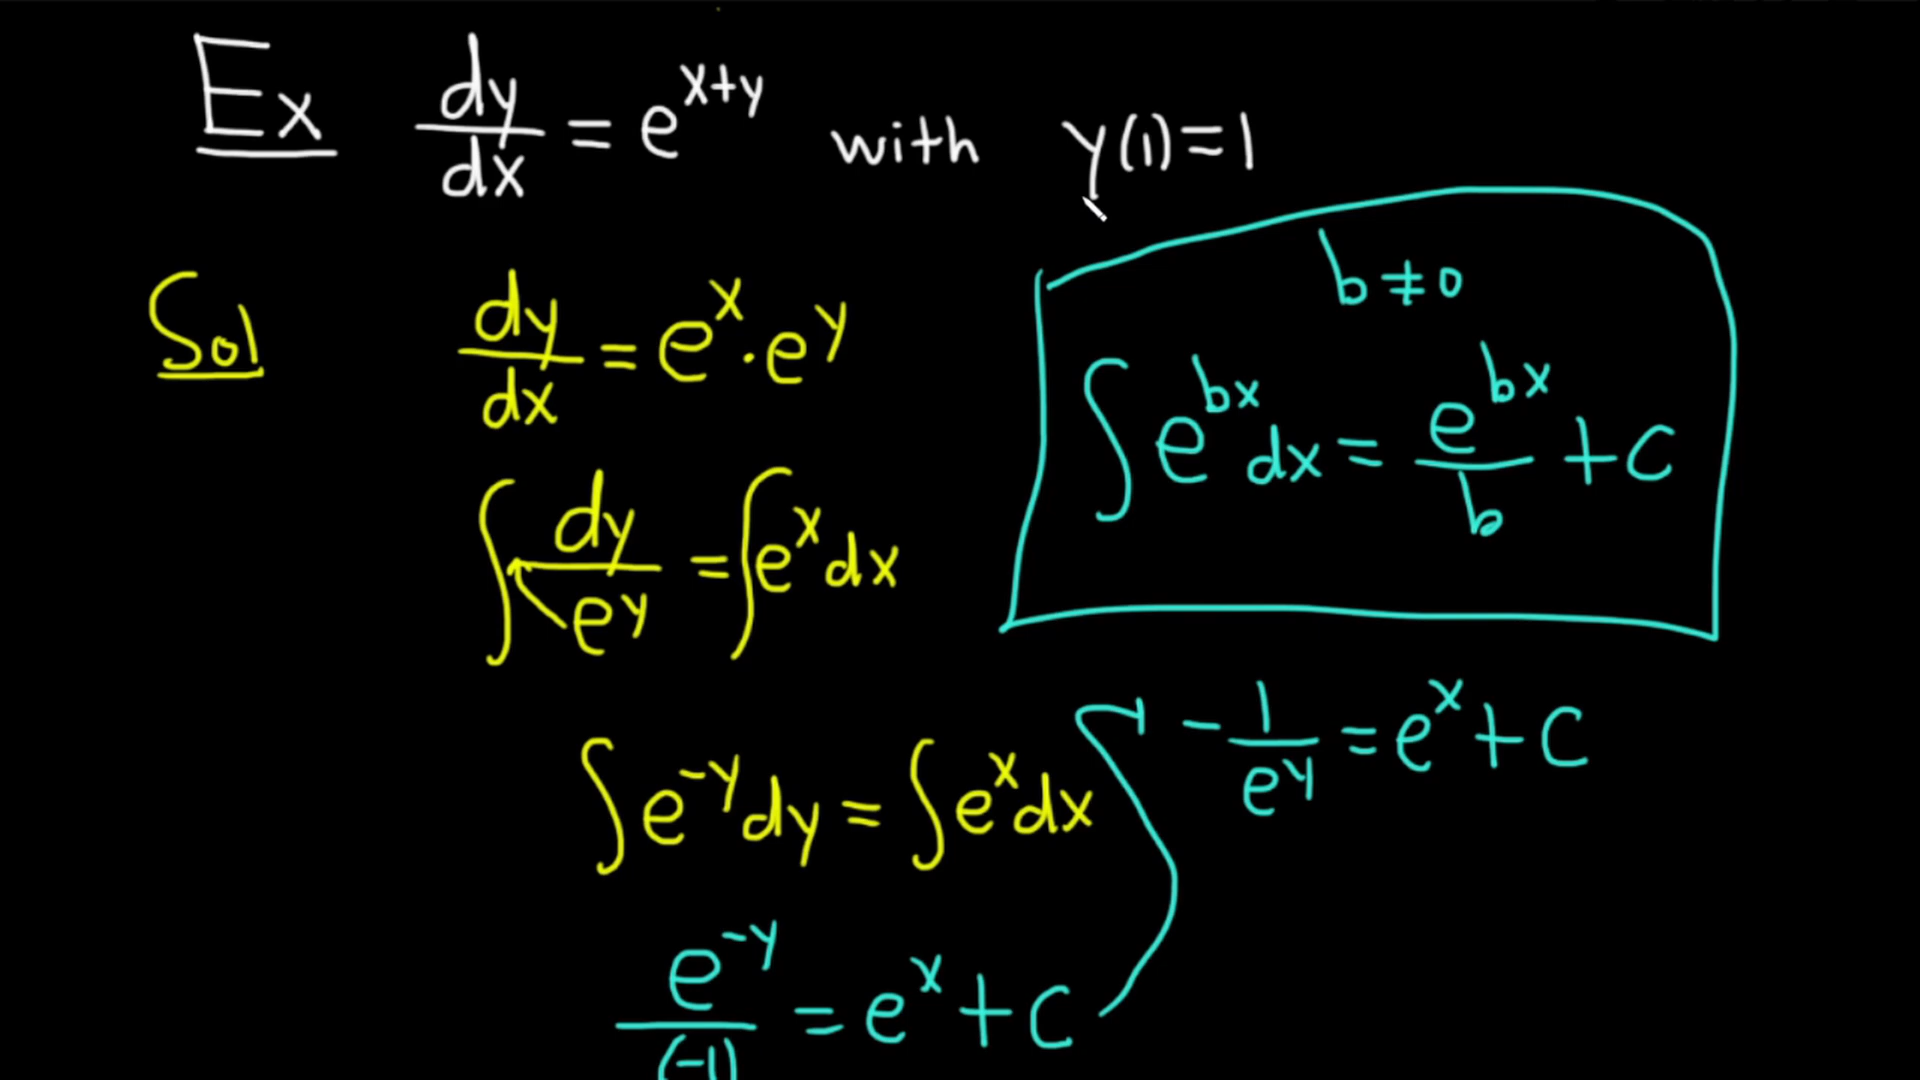 Ex dy/dx = e^(x+y) with y(1)=1
Sol dy/dx = e^x · e^y
∫ dy/e^y = ∫ e^x dx
∫ e^(-y) dy = ∫ e^x dx
e^(-y)/(-1) = e^x + C
b ≠ 0
∫ e^(bx) dx = e^(bx)/b + C
-1/e^y = e^x + C